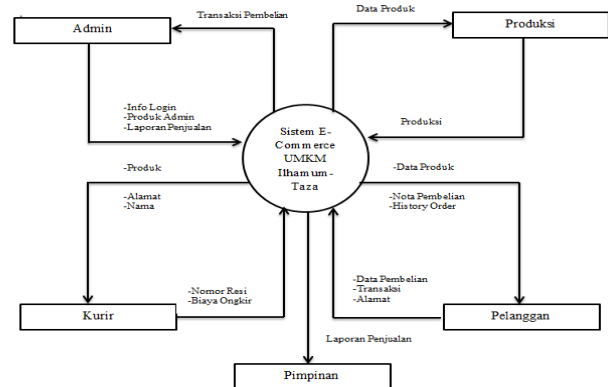 Admin
Transaksi Pembelian
Data Produk
Produksi
-Info Login
-Produk Admin
-Laporan Penjualan
Produksi
Sistem E-
Commerce
UMKM
Ilhamum-
Taza
-Produk
-Alamat
-Nama
-Data Produk
-Nota Pembelian
-History Order
-Nomor Resi
-Biaya Ongkir
-Data Pembelian
-Transaksi
-Alamat
Kurir
Pelanggan
Laporan Penjualan
Pimpinan